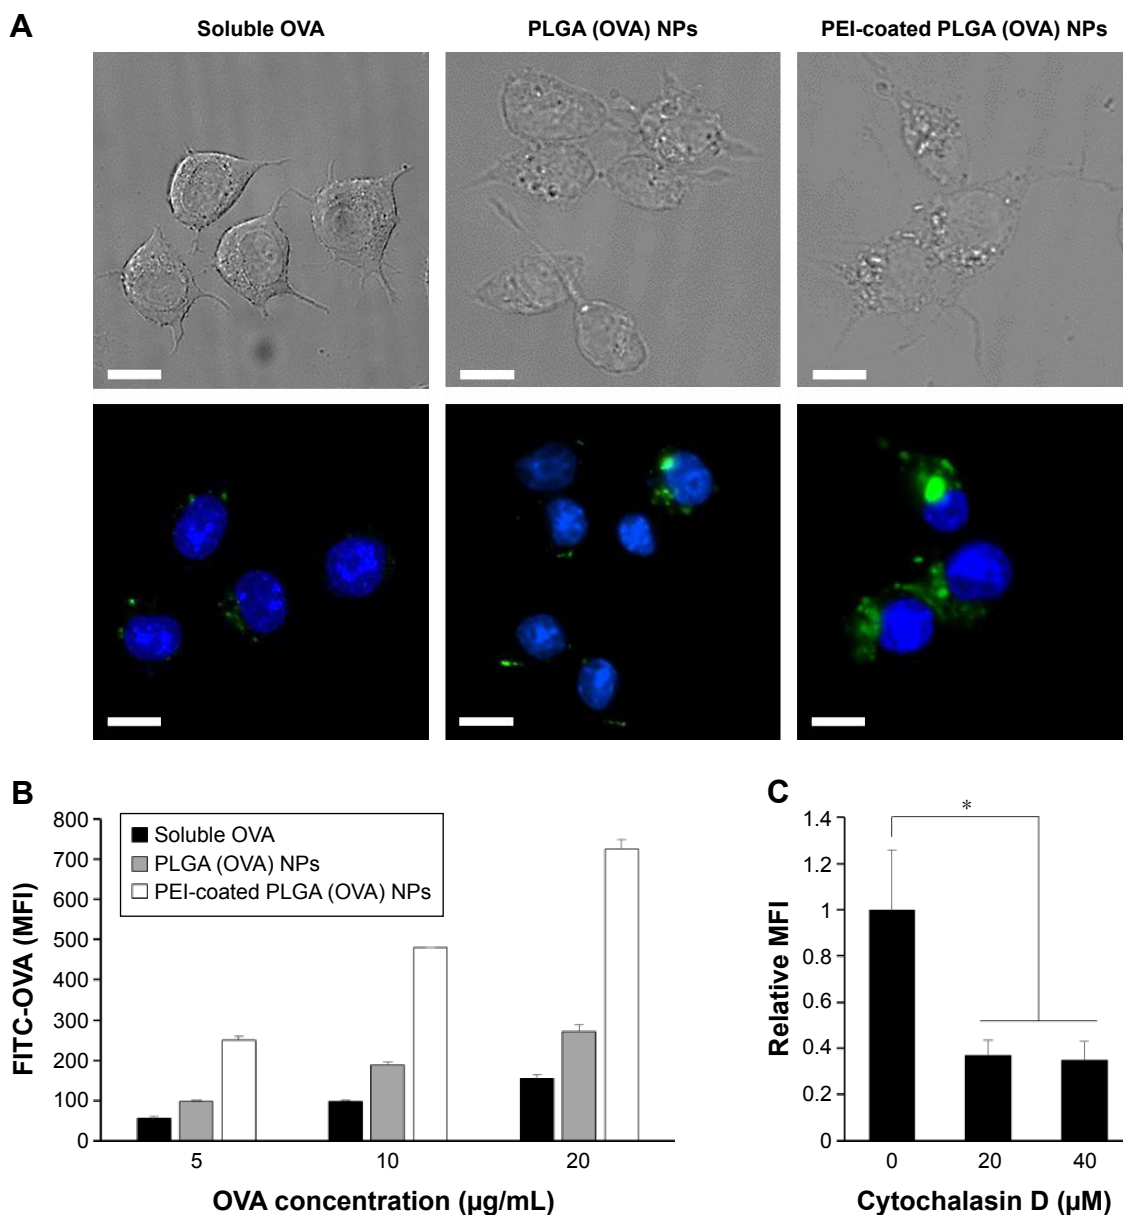 A
Soluble OVA
PLGA (OVA) NPs
PEI-coated PLGA (OVA) NPs
B
FITC-OVA (MFI)
800
700
600
500
400
300
200
100
0
Soluble OVA
PLGA (OVA) NPs
PEI-coated PLGA (OVA) NPs
5
10
20
OVA concentration (µg/mL)
C
Relative MFI
1.4
1.2
1
0.8
0.6
0.4
0.2
0
*
0
20
40
Cytochalasin D (µM)